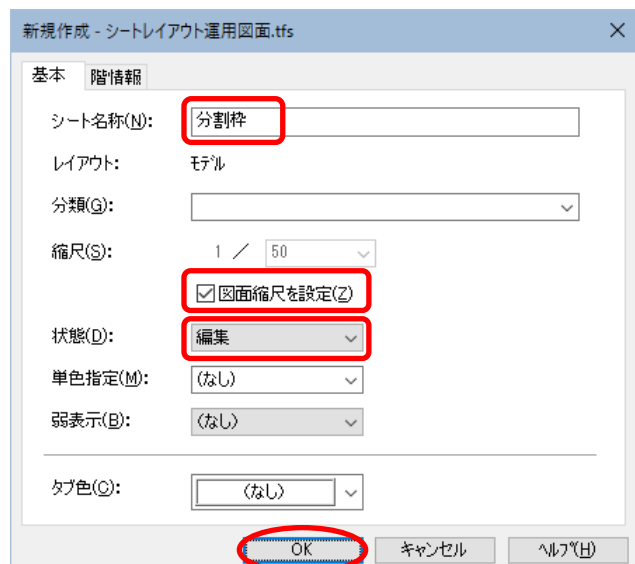 新規作成 - シートレイアウト運用図面.tfs
基本 階情報
シート名称(N): 分割枠
レイアウト: ﾓﾃﾞﾙ
分類(G):
縮尺(S): 1 ／ 50
図面縮尺を設定(Z)
状態(D): 編集
単色指定(M): (なし)
弱表示(B): (なし)
タブ色(C): (なし)
OK キャンセル ﾍﾙﾌﾟ(H)